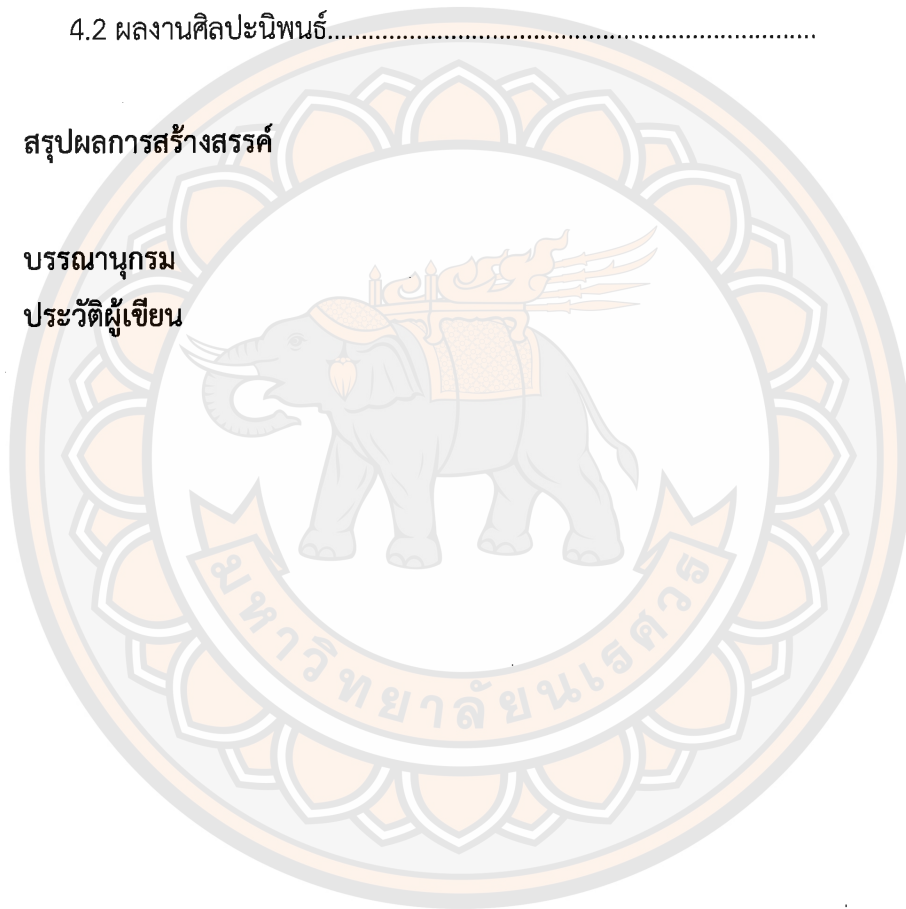 4.2 ผลงานศิลปะนิพนธ์......................................................................
สรุปผลการสร้างสรรค์
บรรณานุกรม
ประวัติผู้เขียน
มหาวิทยาลัยนเรศวร